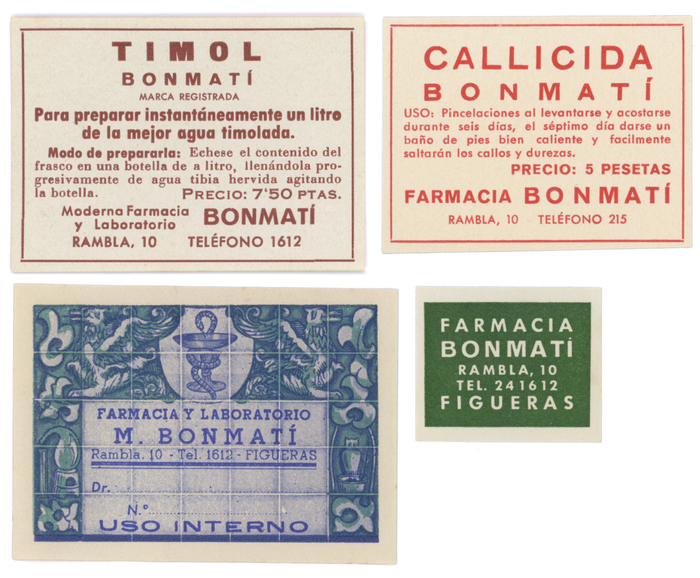 TIMOL
BONMATÍ
MARCA REGISTRADA
Para preparar instantáneamente un litro
de la mejor agua timolada.
Modo de prepararla: Echese el contenido del
frasco en una botella de a litro, llenándola pro-
gresivamente de agua tibia hervida agitando
la botella. PRECIO: 7'50 PTAS.
Moderna Farmacia
y Laboratorio BONMATÍ
RAMBLA, 10 TELÉFONO 1612
CALLICIDA
BONMATÍ
USO: Pincelaciones al levantarse y acostarse
durante seis días, el séptimo día darse un
baño de pies bien caliente y facilmente
saltarán los callos y durezas.
PRECIO: 5 PESETAS
FARMACIA BONMATÍ
RAMBLA, 10 TELÉFONO 215
FARMACIA Y LABORATORIO
M. BONMATÍ
Rambla. 10 - Tel. 1612 - FIGUERAS
Dr.
N.º
USO INTERNO
FARMACIA
BONMATÍ
RAMBLA, 10
TEL. 241612
FIGUERAS